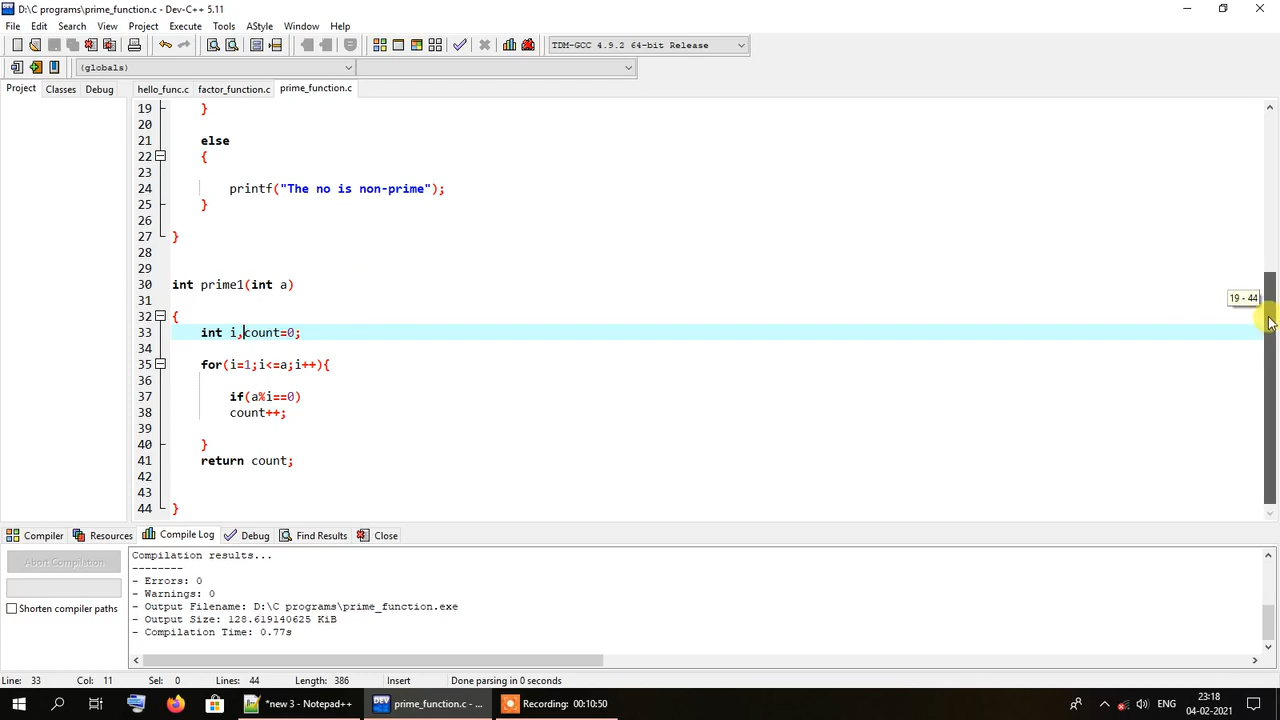 D:\C programs\prime_function.c - Dev-C++ 5.11
File Edit Search View Project Execute Tools AStyle Window Help
TDM-GCC 4.9.2 64-bit Release
(globals)
Project Classes Debug hello_func.c factor_function.c prime_function.c
19 }
20
21 else
22 {
23
24 printf("The no is non-prime");
25 }
26
27 }
28
29
30 int prime1(int a)
31
32 {
33 int i,count=0;
34
35 for(i=1;i<=a;i++){
36
37 if(a%i==0)
38 count++;
39
40 }
41 return count;
42
43
44 }
19 - 44
Compiler Resources Compile Log Debug Find Results Close
Abort Compilation
Shorten compiler paths
Compilation results...
--------
- Errors: 0
- Warnings: 0
- Output Filename: D:\C programs\prime_function.exe
- Output Size: 128.619140625 KiB
- Compilation Time: 0.77s
Line: 33 Col: 11 Sel: 0 Lines: 44 Length: 386 Insert Done parsing in 0 seconds
*new 3 - Notepad++ DEV prime_function.c - ... Recording: 00:10:50 ENG 23:18
04-02-2021